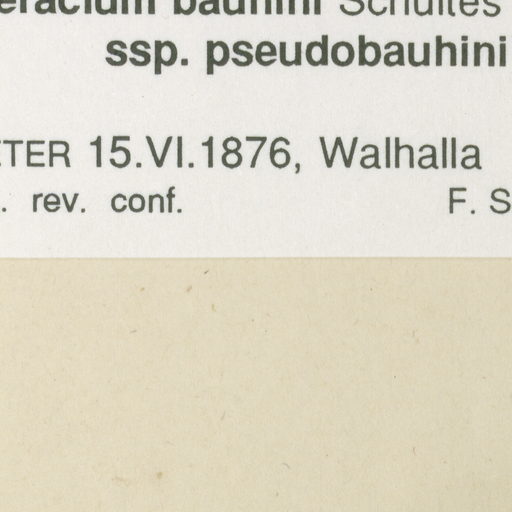 eracium bauhini Schultes
ssp. pseudobauhini
ETER 15.VI.1876, Walhalla
. rev. conf. F. S